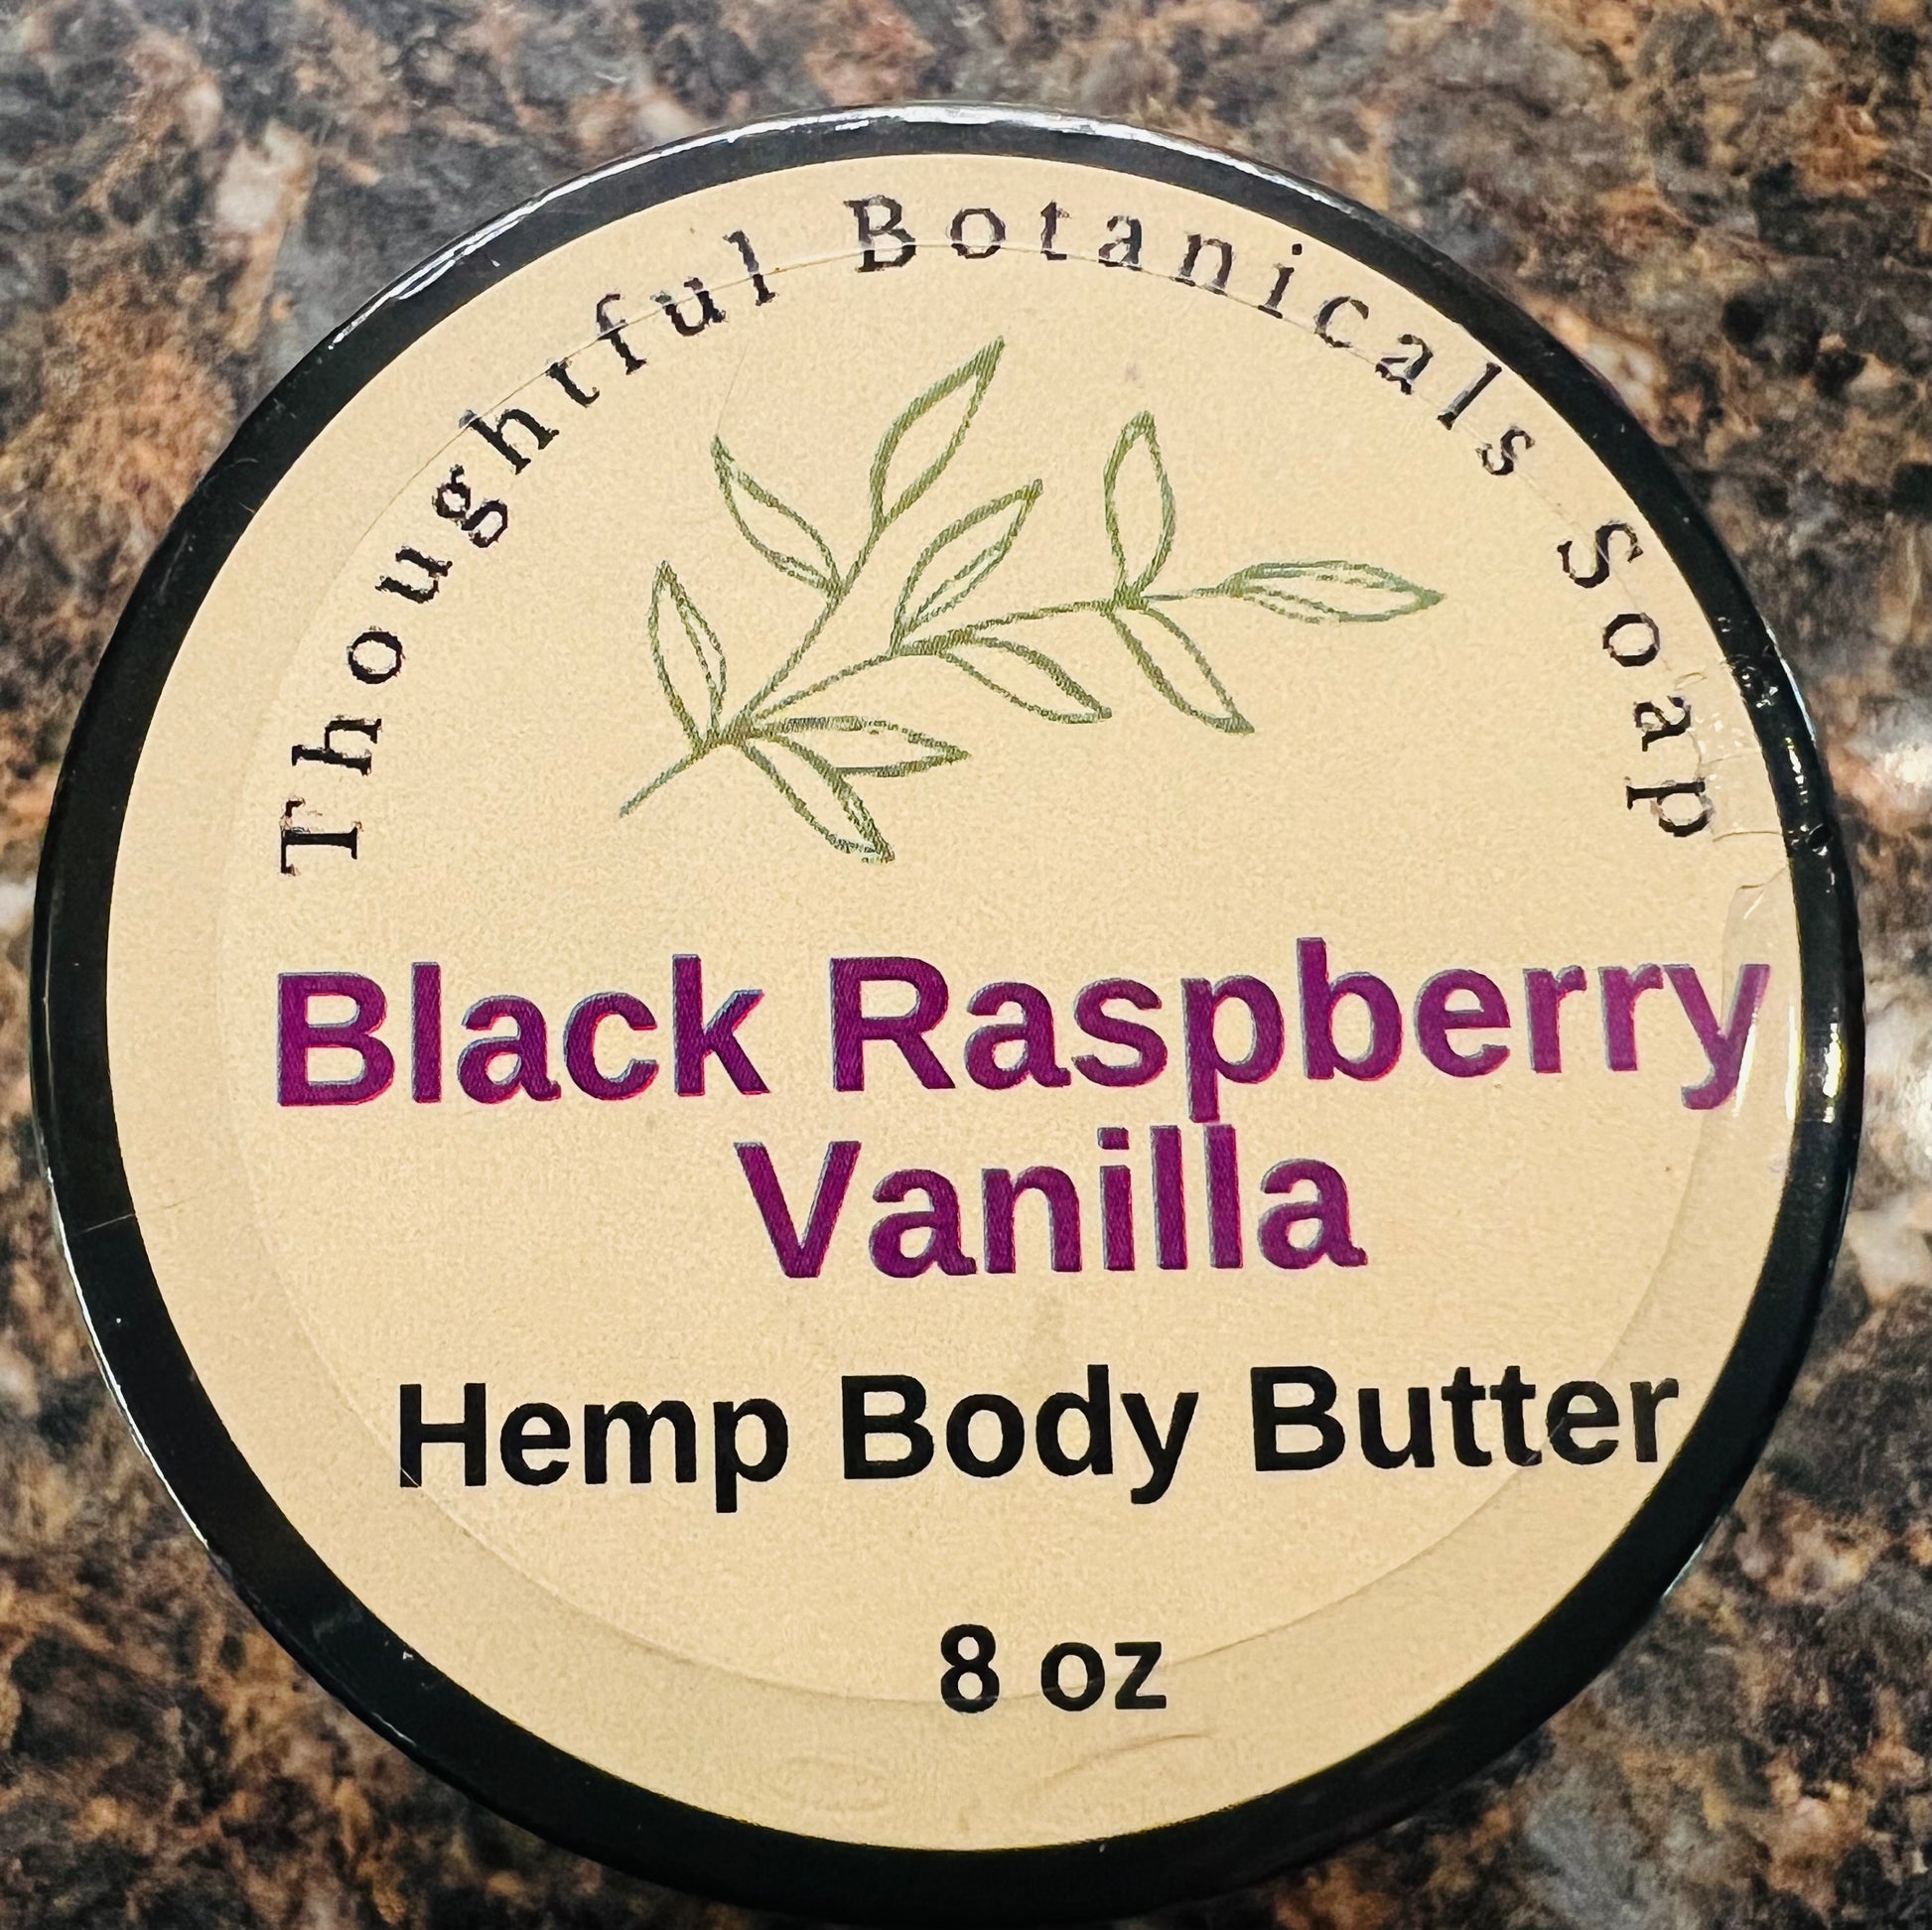 Thoughtful Botanicals Soap
Black Raspberry
Vanilla
Hemp Body Butter
8 oz